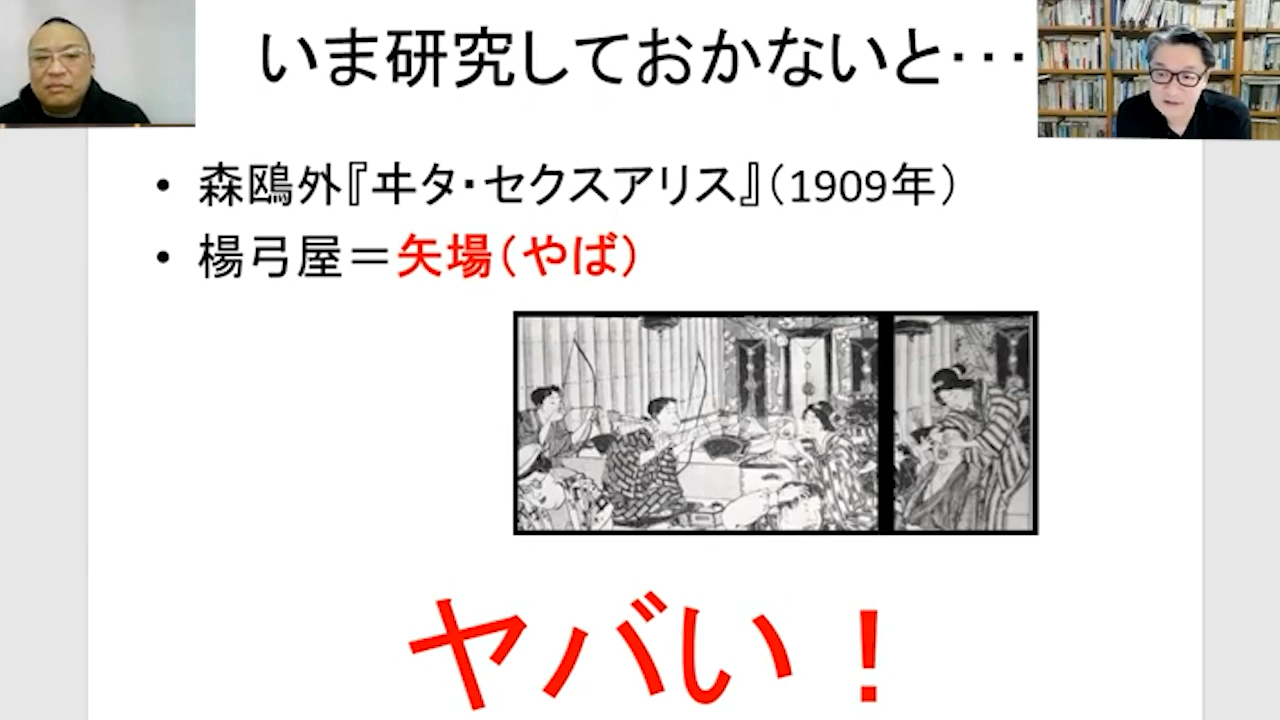 いま研究しておかないと･･･
• 森鴎外『ヰタ・セクスアリス』（1909年）
• 楊弓屋＝矢場（やば）
ヤバい！